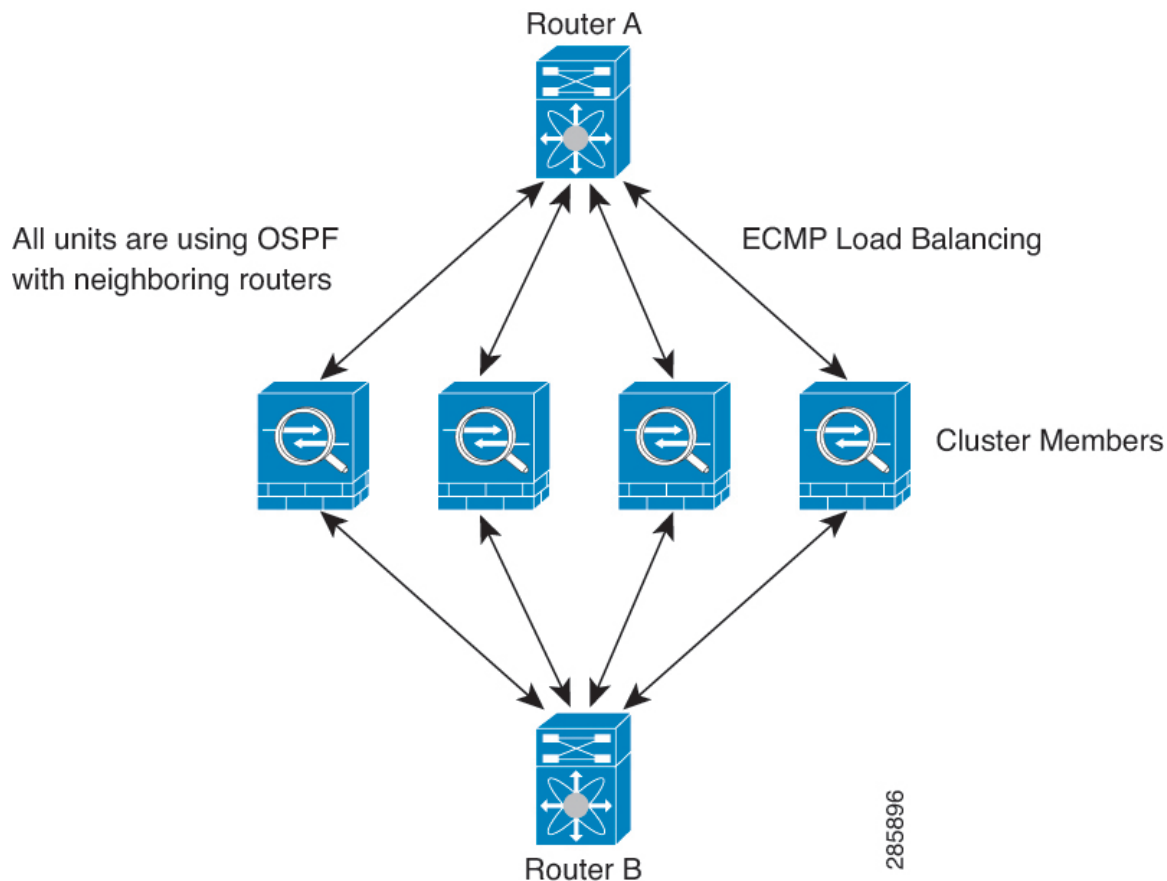 Router A
All units are using OSPF
with neighboring routers
ECMP Load Balancing
Cluster Members
Router B
285896